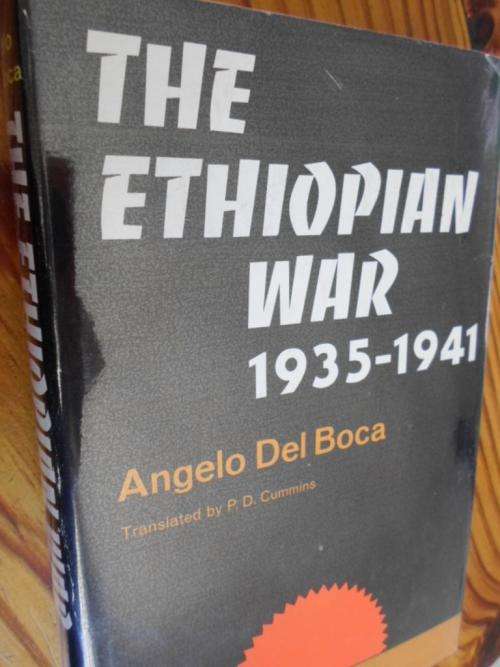 THE
ETHIOPIAN
WAR
1935-1941
Angelo Del Boca
Translated by P. D. Cummins
THE ETHIOPIAN WAR